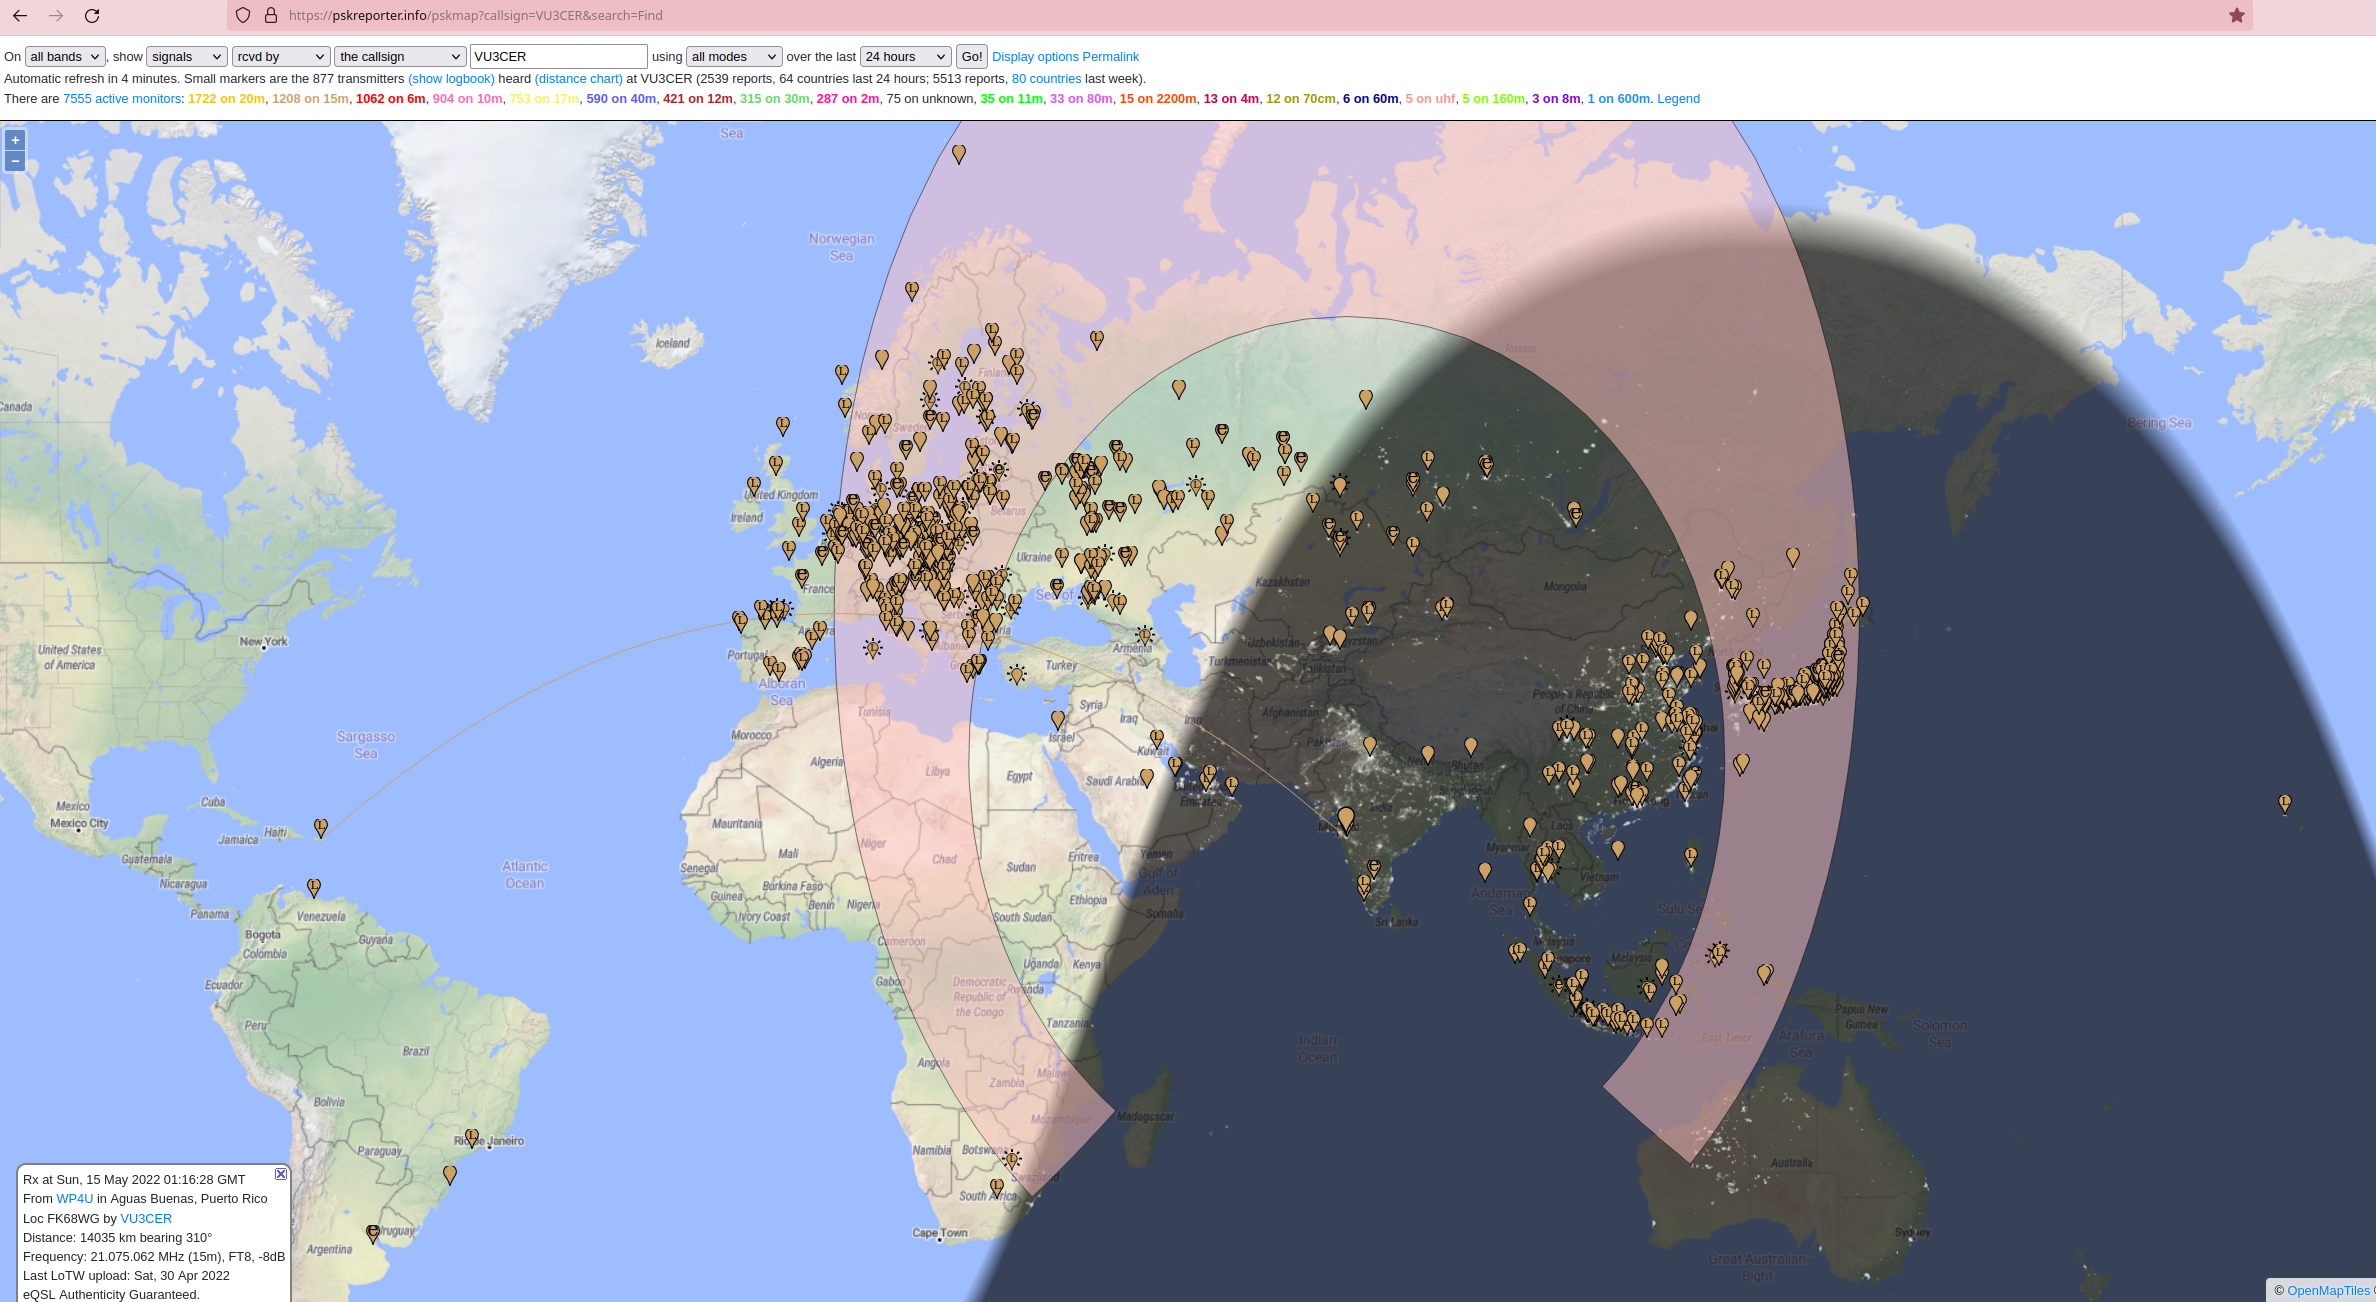 https://pskreporter.info/pskmap?callsign=VU3CER&search=Find
On all bands , show signals rcvd by the callsign VU3CER using all modes over the last 24 hours Go! Display options Permalink
Automatic refresh in 4 minutes. Small markers are the 877 transmitters (show logbook) heard (distance chart) at VU3CER (2539 reports, 64 countries last 24 hours; 5513 reports, 80 countries last week).
There are 7555 active monitors: 1722 on 20m, 1208 on 15m, 1062 on 6m, 904 on 10m, 753 on 17m, 590 on 40m, 421 on 12m, 315 on 30m, 287 on 2m, 75 on unknown, 35 on 11m, 33 on 80m, 15 on 2200m, 13 on 4m, 12 on 70cm, 6 on 60m, 5 on uhf, 5 on 160m, 3 on 8m, 1 on 600m. Legend
+
−
Sea
Norwegian
Sea
Iceland
Finland
Russia
Canada
Bering Sea
United Kingdom
Ireland
Belarus
Ukraine
France
Kazakhstan
Mongolia
New York
United States
of America
Portugal
Alboran
Sea
Turkey
Armenia
Uzbekistan
Turkmenistan
Sargasso
Sea
Tunisia
Syria
Iraq
Iran
Afghanistan
People's Republic
of China
Morocco
Israel
Kuwait
Algeria
Libya
Egypt
Saudi Arabia
Bhutan
Mexico
Mexico City
Cuba
Haiti
Jamaica
Mauritania
India
Guatemala
Nicaragua
Atlantic
Ocean
Mali
Niger
Chad
Sudan
Eritrea
Yemen
Gulf of
Aden
Laos
Myanmar
Vietnam
Senegal
Burkina Faso
Guinea
Benin
Nigeria
Ivory Coast
Ethiopia
Andaman
Sea
Panama
Venezuela
Bogota
Colombia
Guyana
South Sudan
Somalia
Sri Lanka
Cameroon
Malaysia
Malaysia
Uganda
Kenya
Ecuador
Gabon
Democratic
Republic of
the Congo
Rwanda
Peru
Tanzania
Papua New
Guinea
Solomon
Sea
Brazil
Angola
Indian
Ocean
East Timor
Arafura
Sea
Zambia
Malawi
Bolivia
Mozambique
Madagascar
Paraguay
Namibia
Botswana
Australia
South Africa
Swaziland
Uruguay
Argentina
Cape Town
Sydney
Great Australian
Bight
Rx at Sun, 15 May 2022 01:16:28 GMT
From WP4U in Aguas Buenas, Puerto Rico
Loc FK68WG by VU3CER
Distance: 14035 km bearing 310°
Frequency: 21.075.062 MHz (15m), FT8, -8dB
Last LoTW upload: Sat, 30 Apr 2022
eQSL Authenticity Guaranteed.
© OpenMapTiles